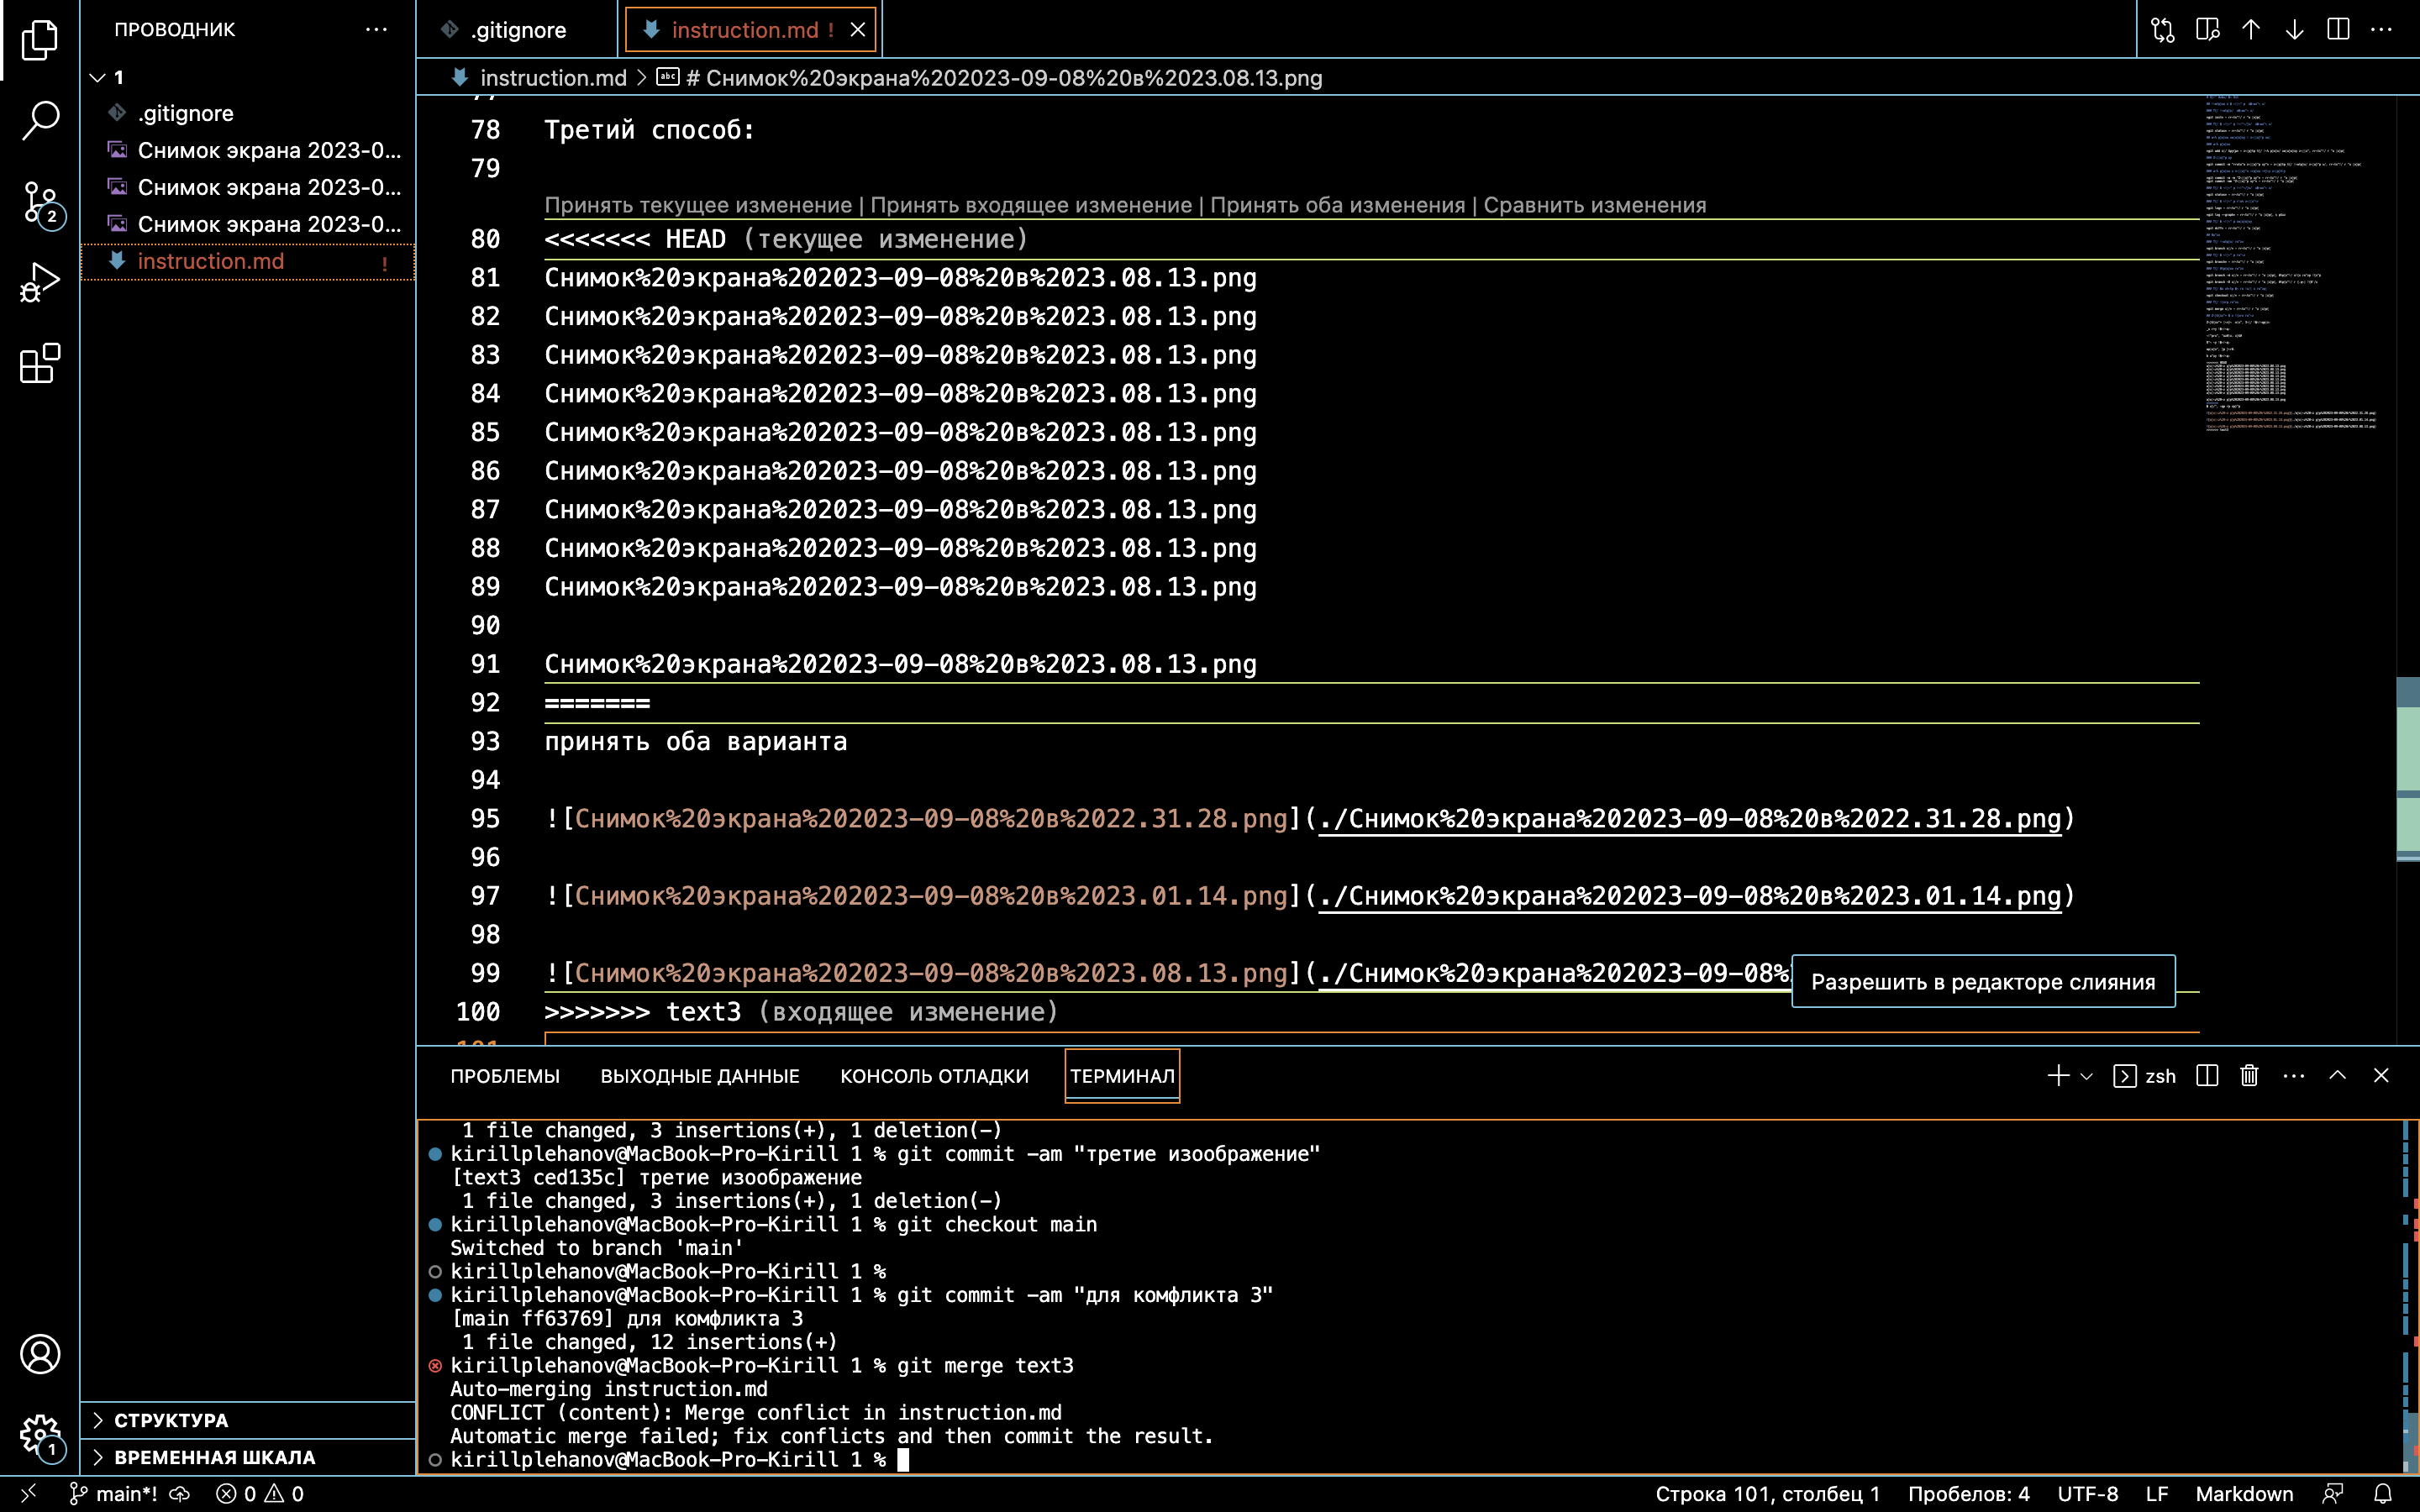 ПРОВОДНИК
1
.gitignore
Снимок экрана 2023-0...
Снимок экрана 2023-0...
Снимок экрана 2023-0...
instruction.md !
СТРУКТУРА
ВРЕМЕННАЯ ШКАЛА
2
1
.gitignore
instruction.md !
instruction.md > abc # Снимок%20экрана%202023-09-08%20в%2023.08.13.png
78 Третий способ:
79
Принять текущее изменение | Принять входящее изменение | Принять оба изменения | Сравнить изменения
80 <<<<<<< HEAD (текущее изменение)
81 Снимок%20экрана%202023-09-08%20в%2023.08.13.png
82 Снимок%20экрана%202023-09-08%20в%2023.08.13.png
83 Снимок%20экрана%202023-09-08%20в%2023.08.13.png
84 Снимок%20экрана%202023-09-08%20в%2023.08.13.png
85 Снимок%20экрана%202023-09-08%20в%2023.08.13.png
86 Снимок%20экрана%202023-09-08%20в%2023.08.13.png
87 Снимок%20экрана%202023-09-08%20в%2023.08.13.png
88 Снимок%20экрана%202023-09-08%20в%2023.08.13.png
89 Снимок%20экрана%202023-09-08%20в%2023.08.13.png
90
91 Снимок%20экрана%202023-09-08%20в%2023.08.13.png
92 =======
93 принять оба варианта
94
95 ![Снимок%20экрана%202023-09-08%20в%2022.31.28.png](./Снимок%20экрана%202023-09-08%20в%2022.31.28.png)
96
97 ![Снимок%20экрана%202023-09-08%20в%2023.01.14.png](./Снимок%20экрана%202023-09-08%20в%2023.01.14.png)
98
99 ![Снимок%20экрана%202023-09-08%20в%2023.08.13.png](./Снимок%20экрана%202023-09-08%
Разрешить в редакторе слияния
100 >>>>>>> text3 (входящее изменение)
ПРОБЛЕМЫ ВЫХОДНЫЕ ДАННЫЕ КОНСОЛЬ ОТЛАДКИ ТЕРМИНАЛ zsh
1 file changed, 3 insertions(+), 1 deletion(-)
kirillplehanov@MacBook-Pro-Kirill 1 % git commit -am "третие изоображение"
[text3 ced135c] третие изоображение
1 file changed, 3 insertions(+), 1 deletion(-)
kirillplehanov@MacBook-Pro-Kirill 1 % git checkout main
Switched to branch 'main'
kirillplehanov@MacBook-Pro-Kirill 1 %
kirillplehanov@MacBook-Pro-Kirill 1 % git commit -am "для комфликта 3"
[main ff63769] для комфликта 3
1 file changed, 12 insertions(+)
kirillplehanov@MacBook-Pro-Kirill 1 % git merge text3
Auto-merging instruction.md
CONFLICT (content): Merge conflict in instruction.md
Automatic merge failed; fix conflicts and then commit the result.
kirillplehanov@MacBook-Pro-Kirill 1 %
main*! 0 0 Строка 101, столбец 1 Пробелов: 4 UTF-8 LF Markdown